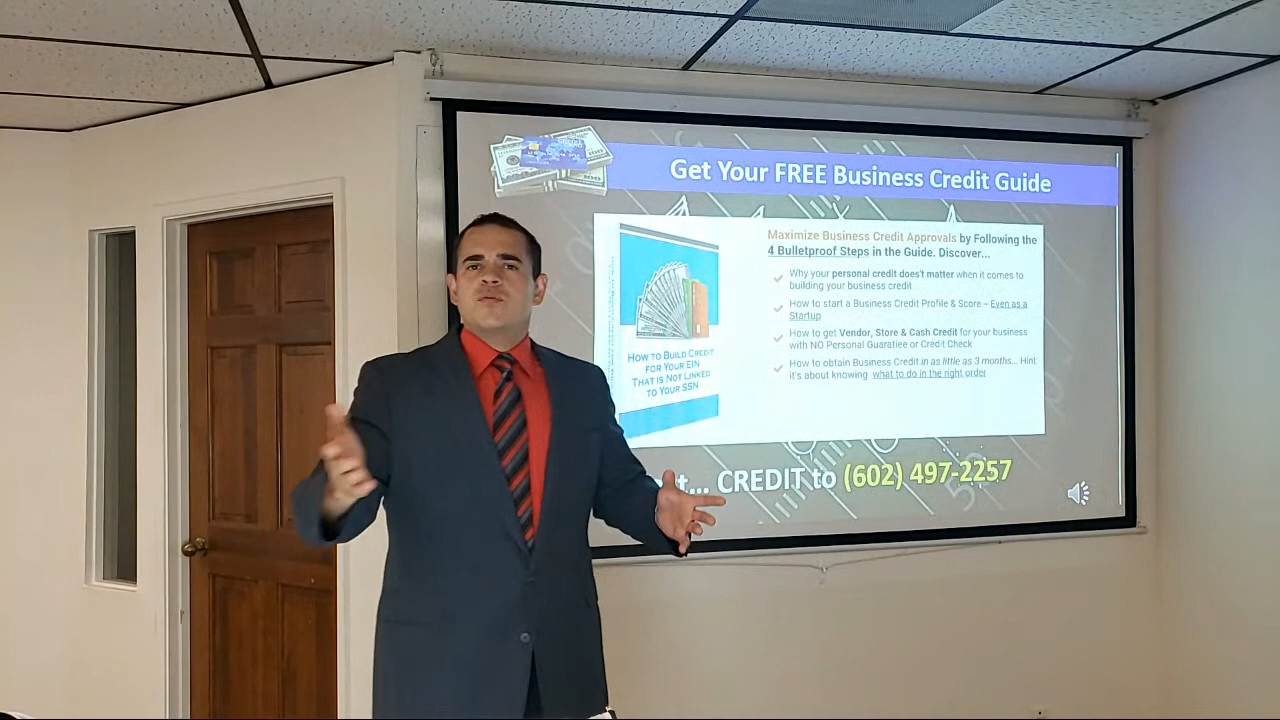 Get Your FREE Business Credit Guide
Maximize Business Credit Approvals by Following the
4 Bulletproof Steps in the Guide. Discover...
Why your personal credit does't matter when it comes to
building your business credit
How to start a Business Credit Profile & Score – Even as a
Startup
How to get Vendor, Store & Cash Credit for your business
with NO Personal Guaratiee or Credit Check
How to obtain Business Credit in as little as 3 months... Hint
it's about knowing what to do in the right order
HOW TO BUILD CREDIT
FOR YOUR EIN
THAT IS NOT LINKED
TO YOUR SSN
t... CREDIT to (602) 497-2257